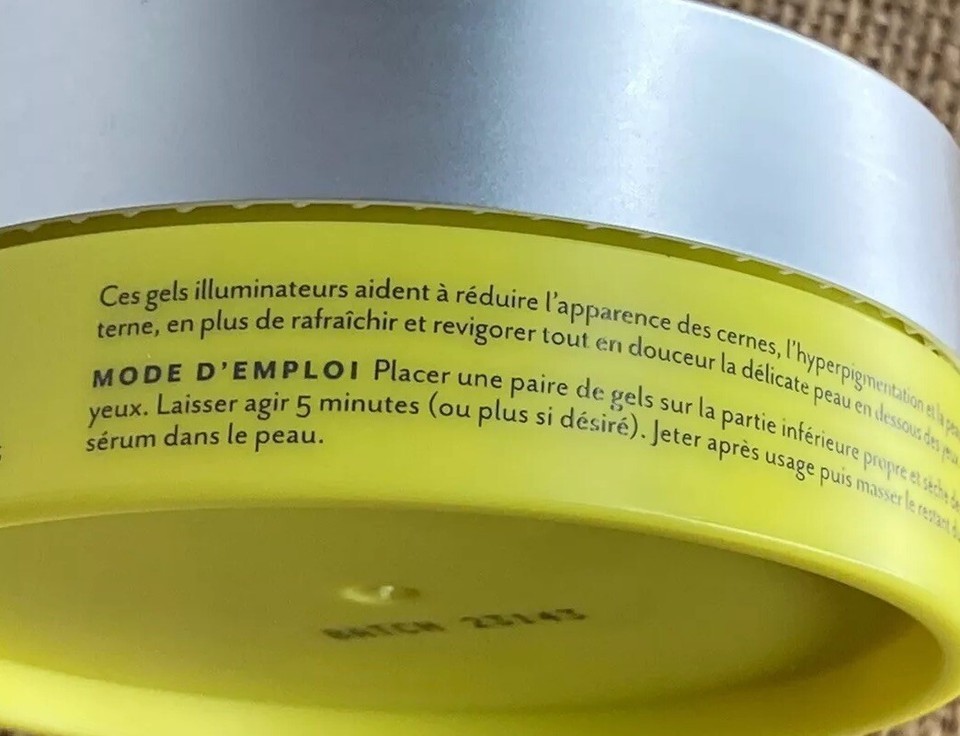 Ces gels illuminateurs aident à réduire l'apparence des cernes, l'hyperpigmentation et la peau
terne, en plus de rafraîchir et revigorer tout en douceur la délicate peau en dessous des yeux.
MODE D'EMPLOI Placer une paire de gels sur la partie inférieure propre et sèche de
yeux. Laisser agir 5 minutes (ou plus si désiré). Jeter après usage puis masser le restant
sérum dans le peau.
BATCH 23143